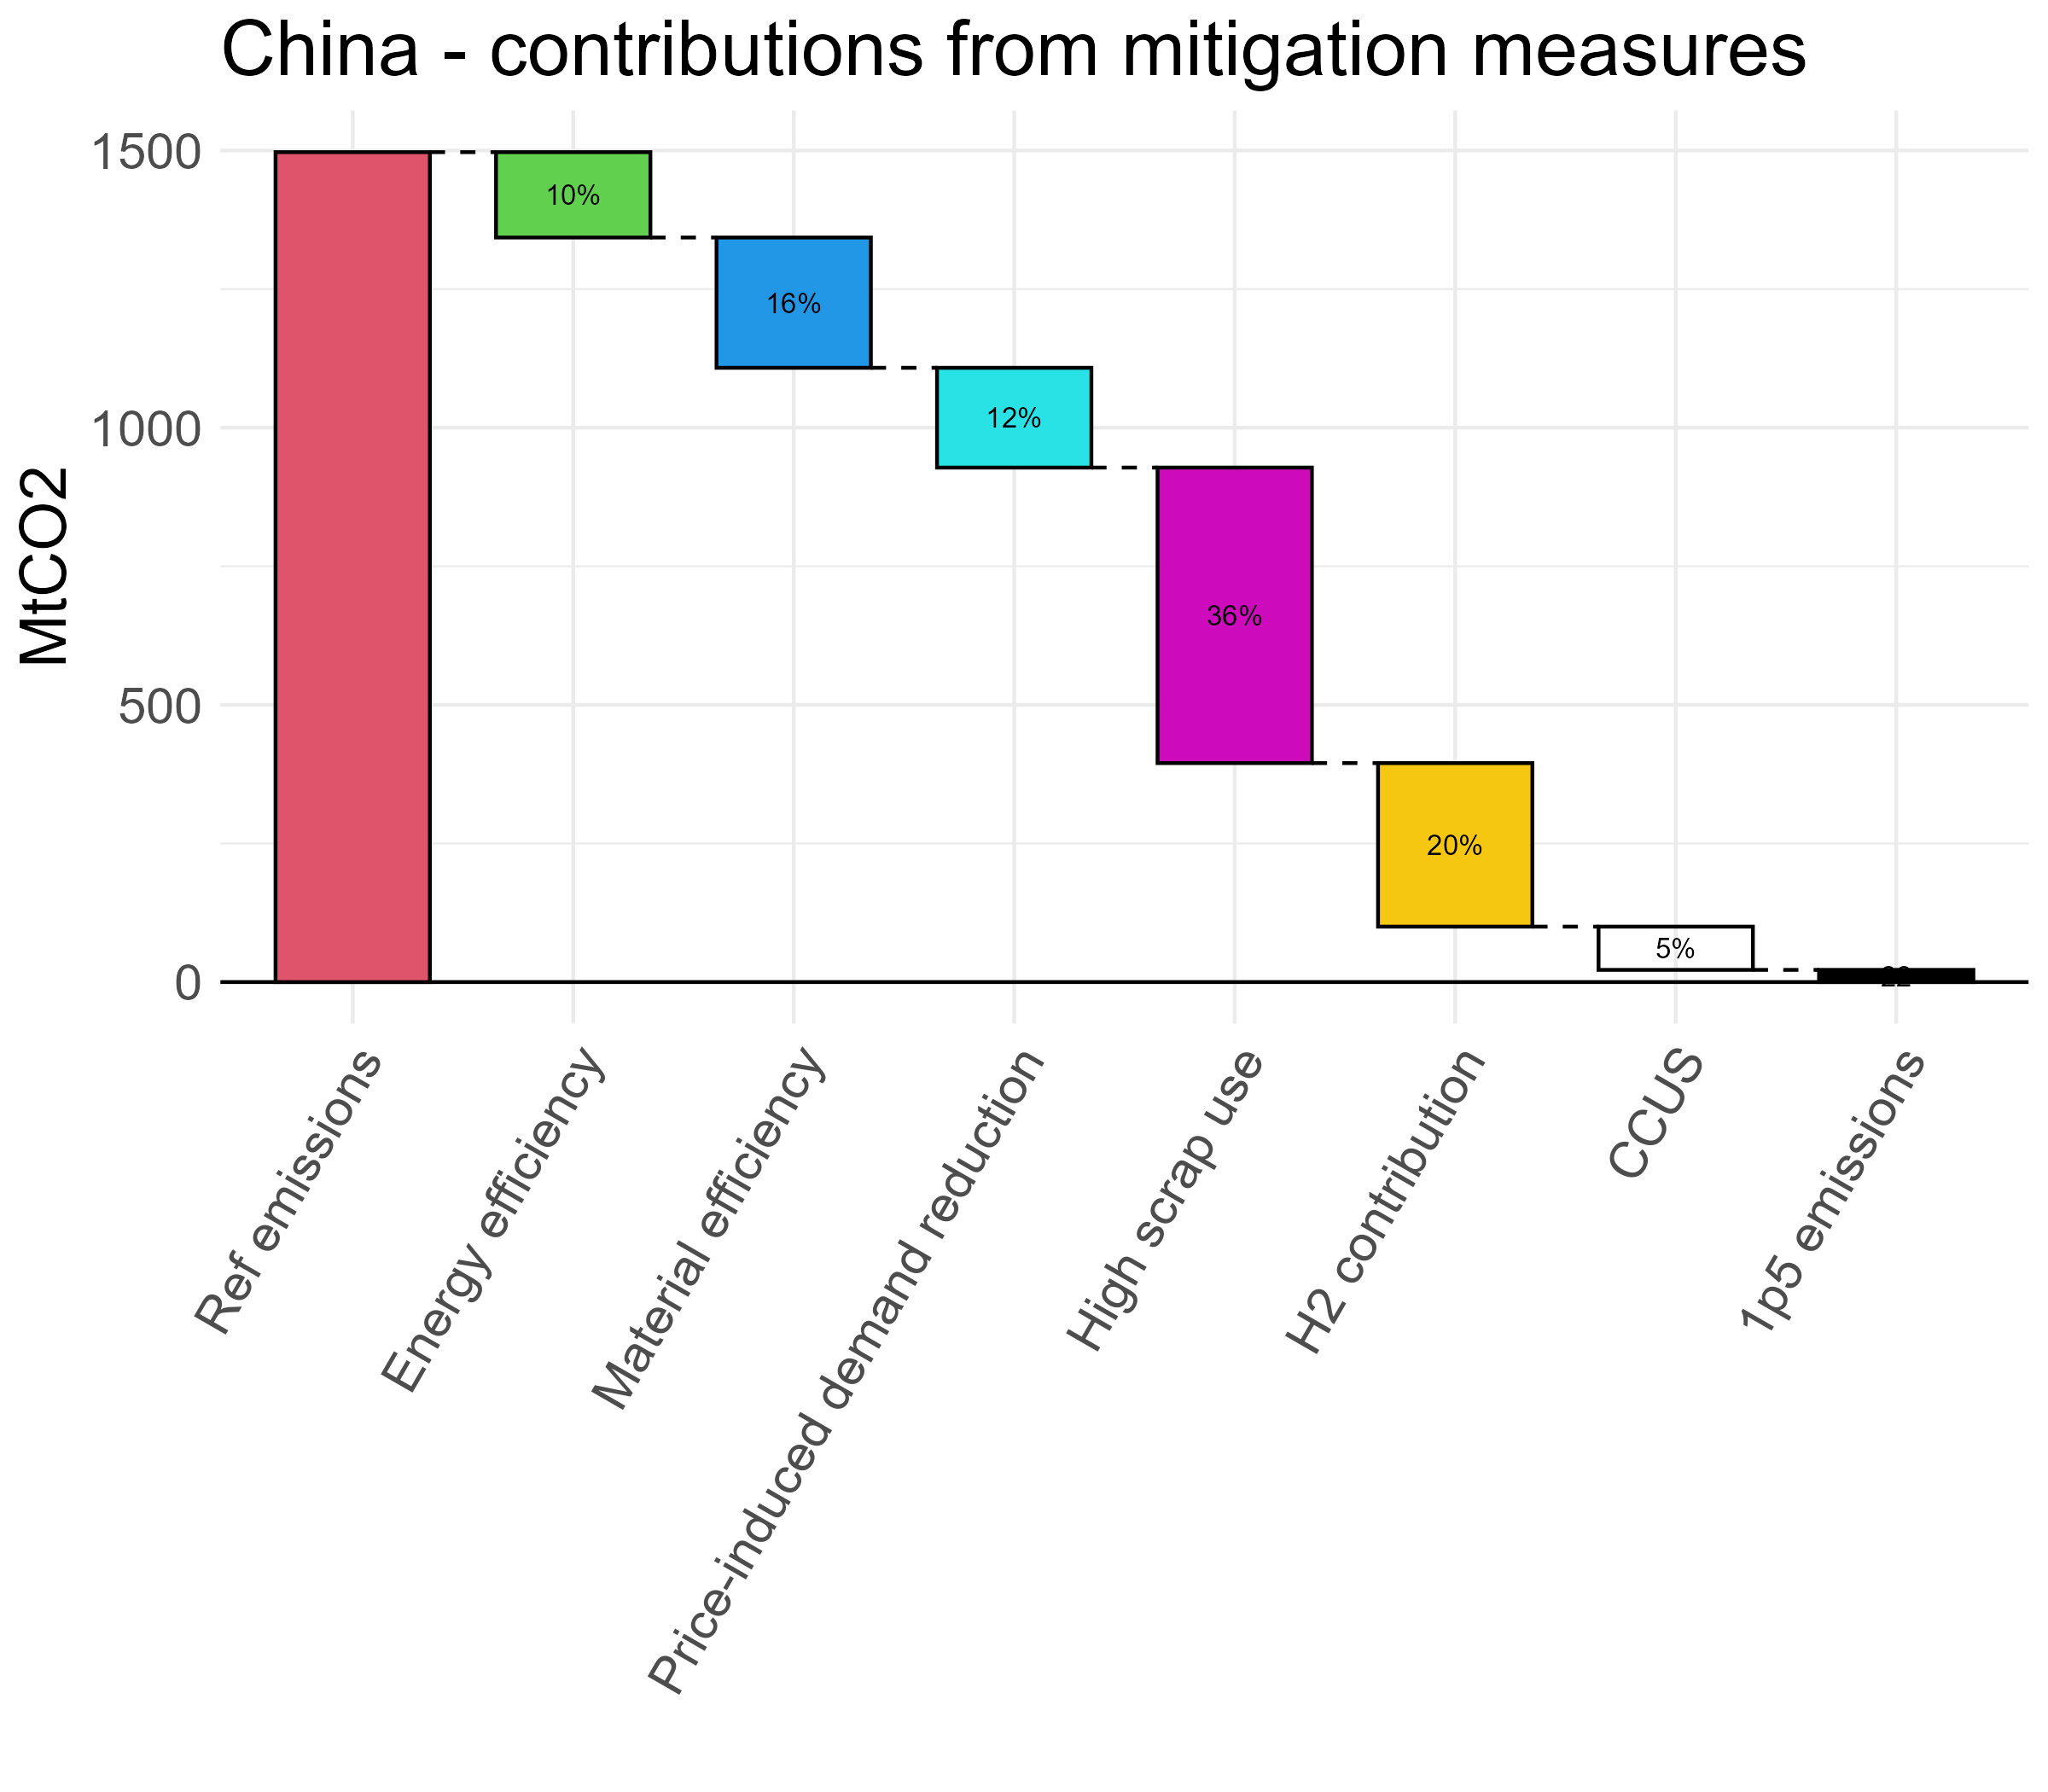 China - contributions from mitigation measures
MtCO2
1500
1000
500
0
10%
16%
12%
36%
20%
5%
22
Ref emissions
Energy efficiency
Material efficiency
Price-induced demand reduction
High scrap use
H2 contribution
CCUS
1p5 emissions